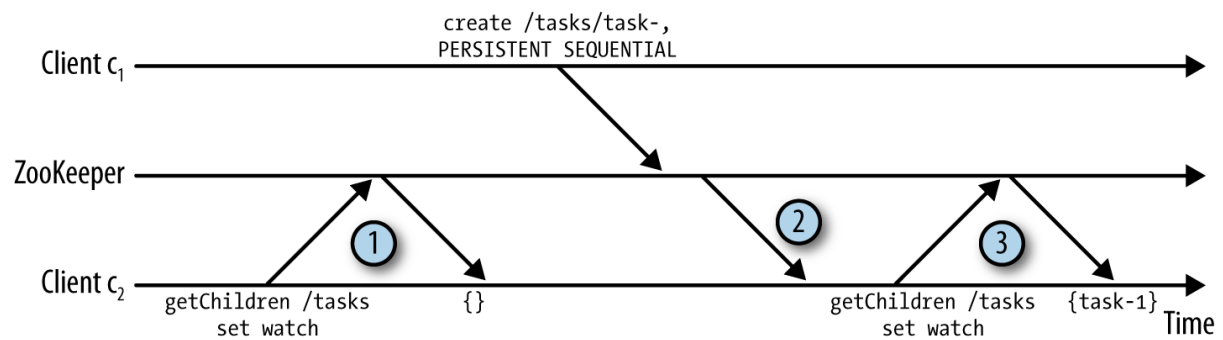 create /tasks/task-,
PERSISTENT SEQUENTIAL
Client c1
ZooKeeper
1
2
3
Client c2
getChildren /tasks
set watch
{}
getChildren /tasks
set watch
{task-1}
Time